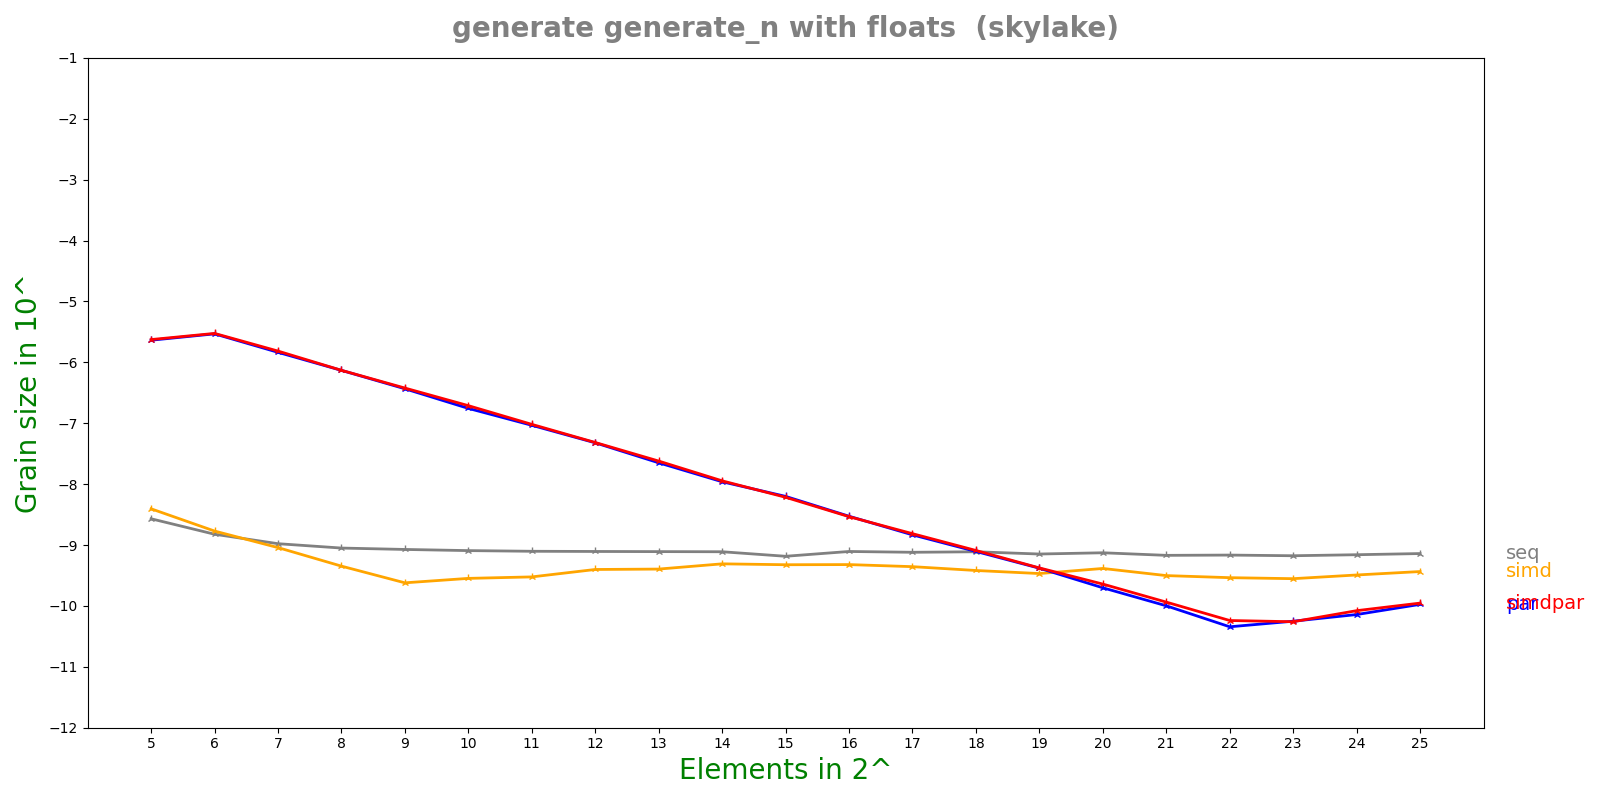 generate generate_n with floats  (skylake)
Grain size in 10^
−1
−2
−3
−4
−5
−6
−7
−8
−9
−10
−11
−12
seq
simd
simdpar
par
5 6 7 8 9 10 11 12 13 14 15 16 17 18 19 20 21 22 23 24 25
Elements in 2^